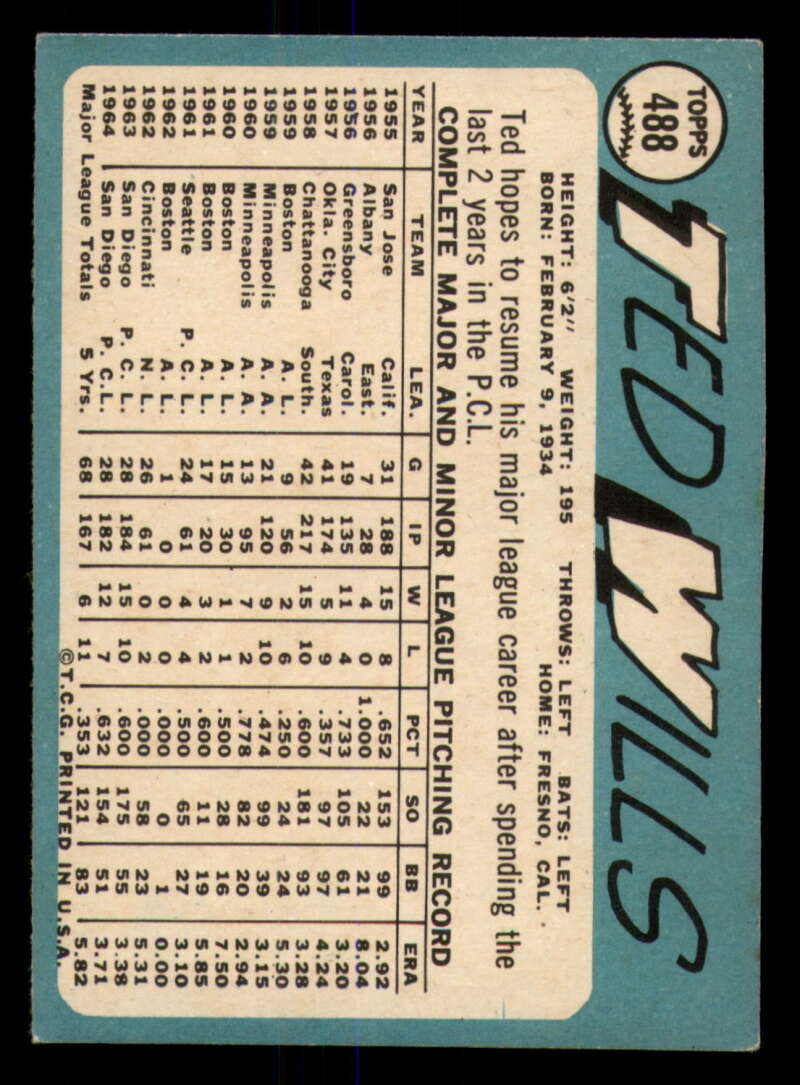 TOPPS
488
TED WILLS
HEIGHT: 6'2" WEIGHT: 195 THROWS: LEFT BATS: LEFT
BORN: FEBRUARY 9, 1934 HOME: FRESNO, CAL.
Ted hopes to resume his major league career after spending the
last 2 years in the P.C.L.
COMPLETE MAJOR AND MINOR LEAGUE PITCHING RECORD
YEAR TEAM LEA. G IP W L PCT SO BB ERA
1955 San Jose Calif. 31 188 15 8 .652 153 99 2.92
1956 Albany East. 7 28 4 0 1.000 22 21 8.04
1956 Greensboro Carol. 19 135 11 4 .733 105 61 3.20
1957 Okla. City Texas 41 174 5 9 .357 97 97 4.24
1958 Chattanooga South. 42 217 15 10 .600 181 93 3.28
1959 Boston A. L. 9 56 2 6 .250 24 24 5.30
1959 Minneapolis A. A. 21 120 9 10 .474 99 39 3.15
1960 Minneapolis A. A. 13 95 7 2 .778 82 20 2.94
1960 Boston A. L. 15 30 1 1 .500 28 16 7.50
1961 Boston A. L. 17 20 3 2 .600 11 19 5.85
1961 Seattle P. C. L. 24 61 4 4 .500 65 27 3.10
1962 Boston A. L. 1 0 0 0 .000 0 1 0.00
1962 Cincinnati N. L. 26 61 0 2 .000 58 23 5.31
1963 San Diego P. C. L. 28 184 15 10 .600 175 55 3.38
1964 San Diego P. C. L. 28 182 12 7 .632 154 51 3.71
Major League Totals 5 Yrs. 68 167 6 11 .353 121 83 5.82
©T.C.G. PRINTED IN U.S.A.